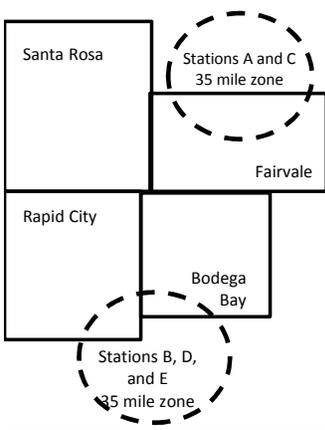 Santa Rosa
Stations A and C
35 mile zone
Fairvale
Rapid City
Bodega
Bay
Stations B, D,
and E
35 mile zone